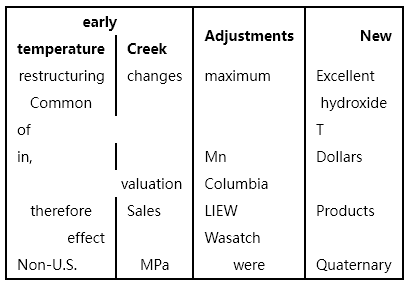 early
Adjustments New
temperature Creek
restructuring changes maximum Excellent
Common hydroxide
of T
in, Mn Dollars
valuation Columbia
therefore Sales LIEW Products
effect Wasatch
Non-U.S. MPa were Quaternary